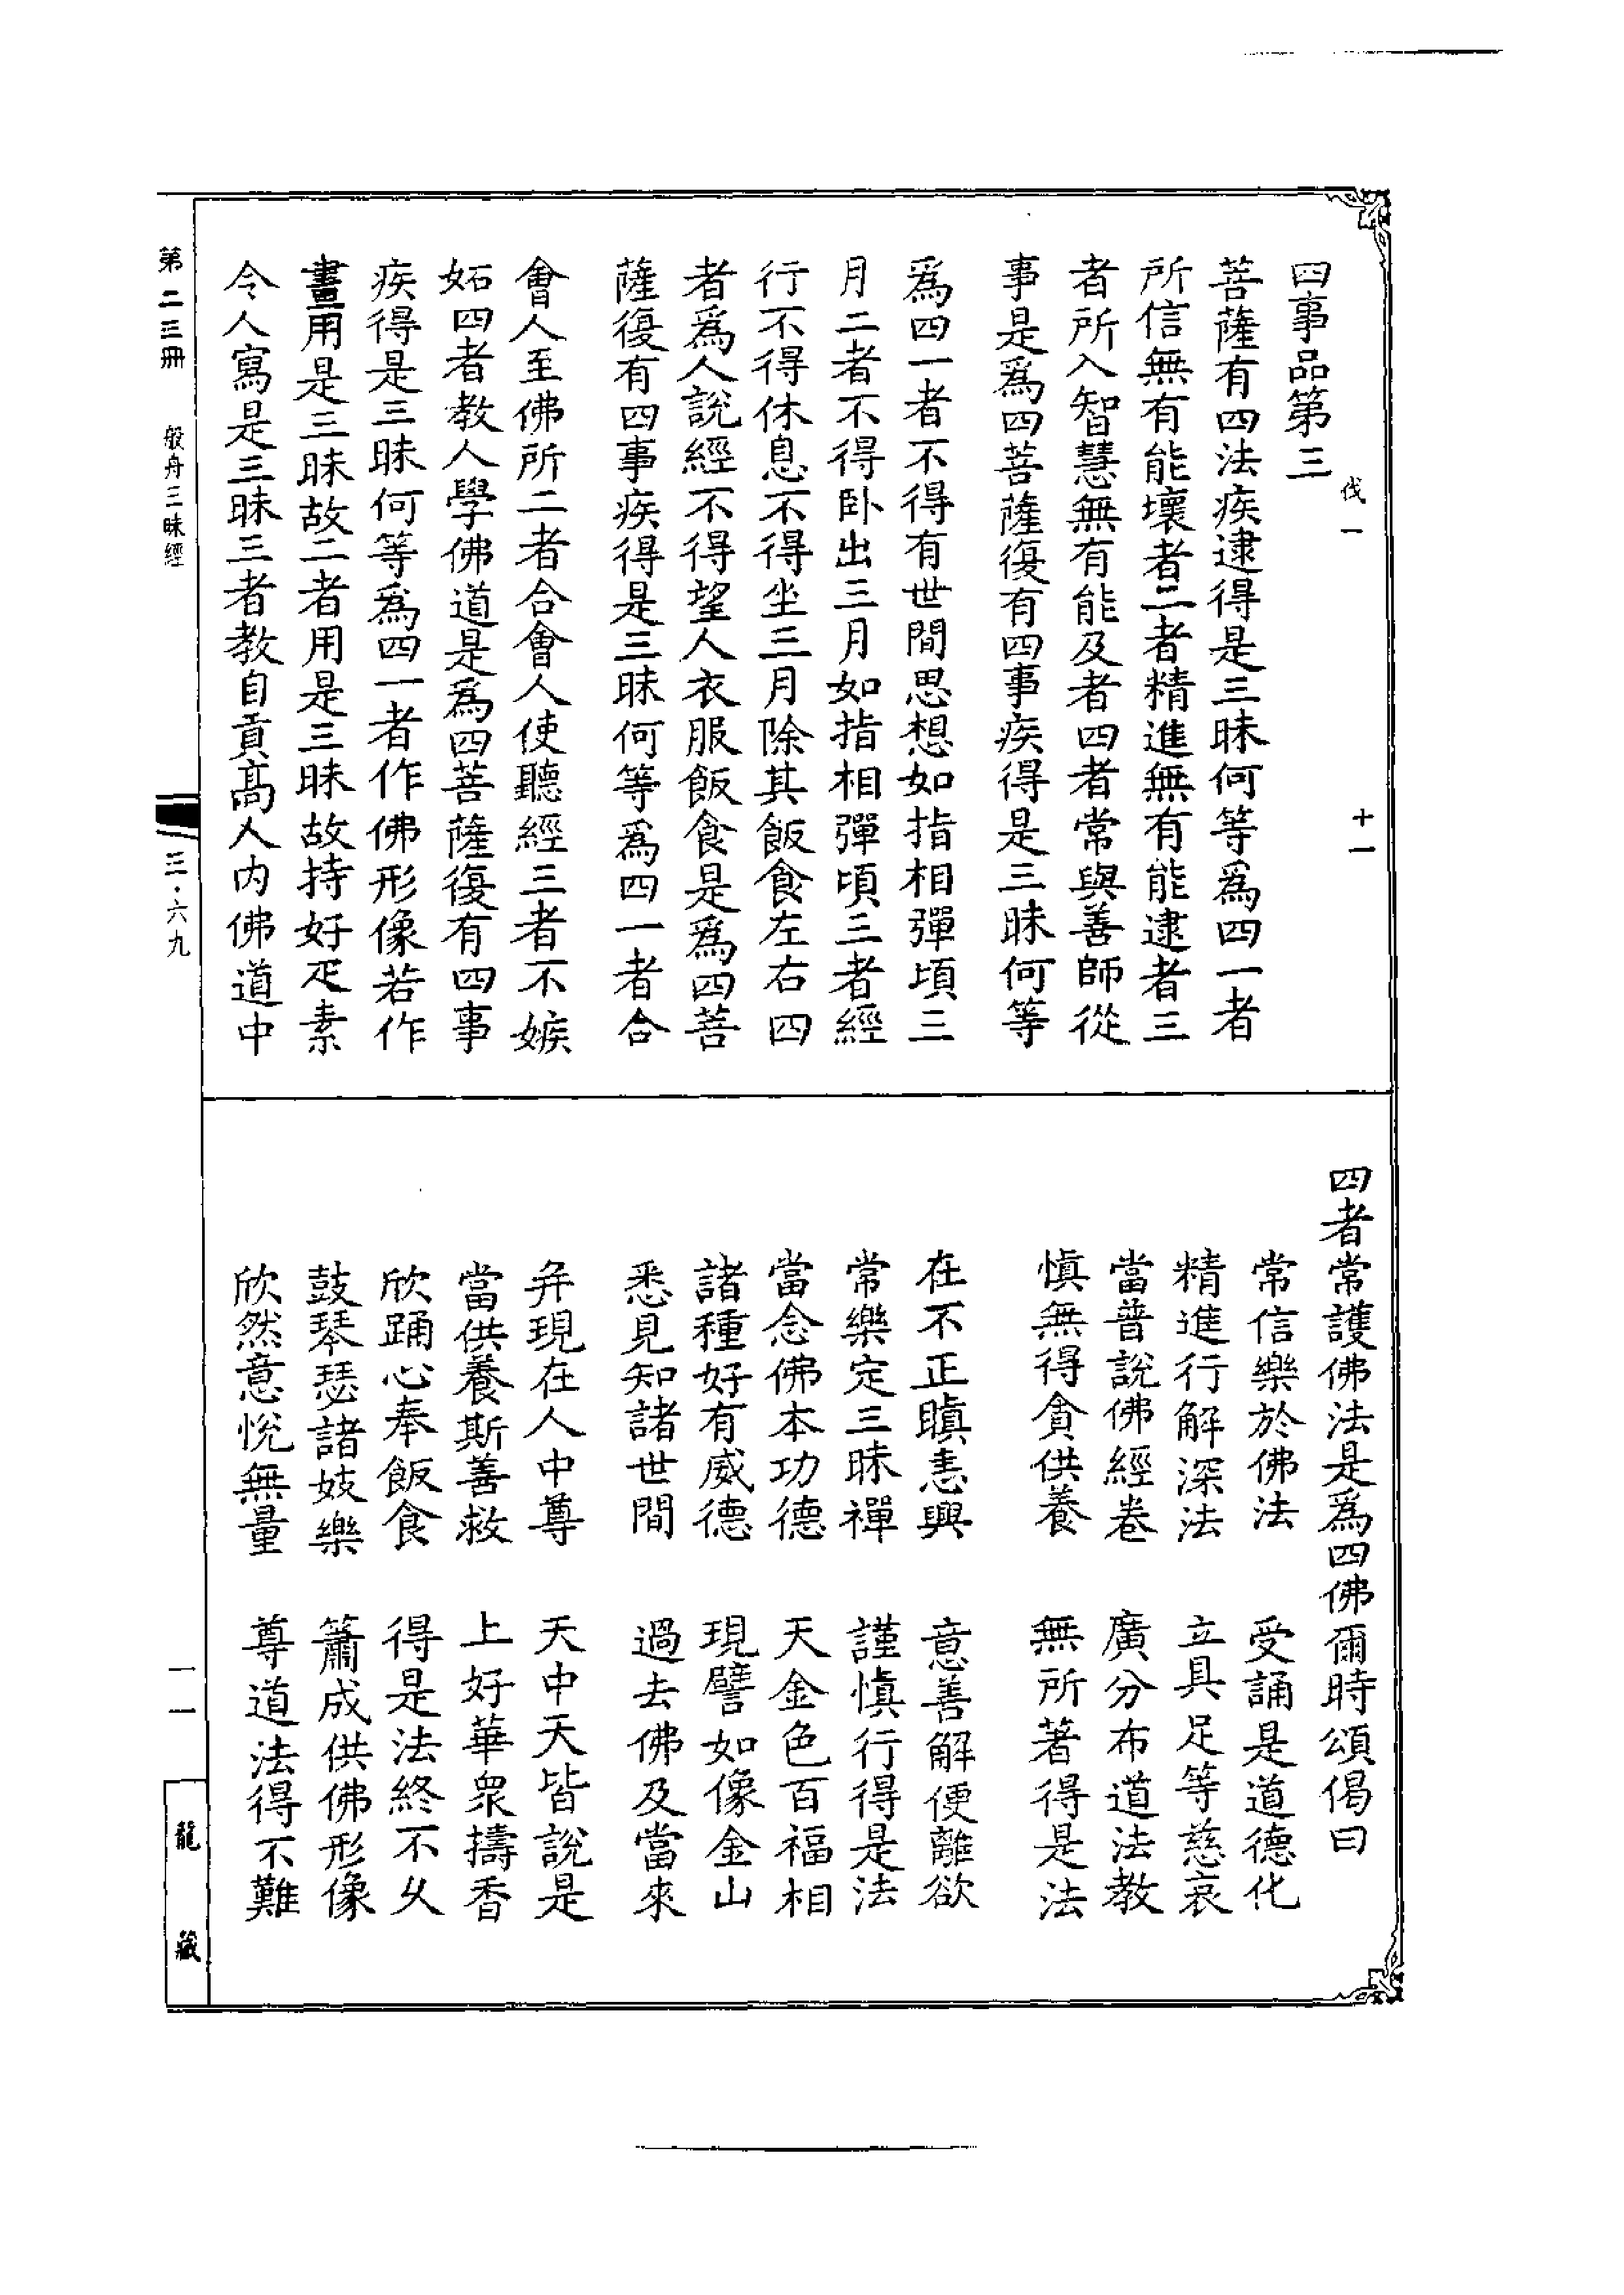 伐一
十一
四事品第三
菩薩有四法疾逮得是三昧何等爲四一者
所信無有能壞者二者精進無有能逮者三
者所入智慧無有能及者四者常與善師從
事是爲四菩薩復有四事疾得是三昧何等
爲四一者不得有世間思想如指相彈頃三
月二者不得臥出三月如指相彈頃三者經
行不得休息不得坐三月除其飯食左右四
者爲人說經不得望人衣服飯食是爲四菩
薩復有四事疾得是三昧何等爲四一者合
會人至佛所二者合會人使聽經三者不嫉
妬四者教人學佛道是爲四菩薩復有四事
疾得是三昧何等爲四一者作佛形像若作
畫用是三昧故二者用是三昧故持好疋素
令人寫是三昧三者教自貢高人內佛道中
四者常護佛法是爲四佛爾時頌偈曰
常信樂於佛法　受誦是道德化
精進行解深法　立具足等慈哀
當普說佛經卷　廣分布道法教
愼無得貪供養　無所著得是法
在不正瞋恚興　意善解便離欲
常樂定三昧禪　謹愼行得是法
當念佛本功德　天金色百福相
諸種好有威德　現譬如像金山
悉見知諸世間　過去佛及當來
幷現在人中尊　天中天皆說是
當供養斯善救　上好華衆擣香
欣踊心奉飯食　得是法終不久
鼓琴瑟諸妓樂　簫成供佛形像
欣然意悅無量　尊道法得不難
第二三冊　般舟三昧經
三·六九
一一
龍藏